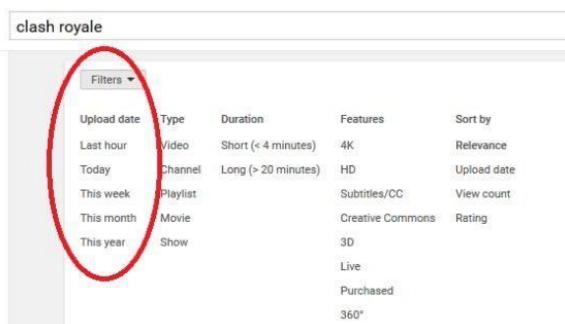 clash royale
Filters
Upload date Type Duration Features Sort by
Last hour Video Short (< 4 minutes) 4K Relevance
Today Channel Long (> 20 minutes) HD Upload date
This week Playlist Subtitles/CC View count
This month Movie Creative Commons Rating
This year Show 3D
Live
Purchased
360°